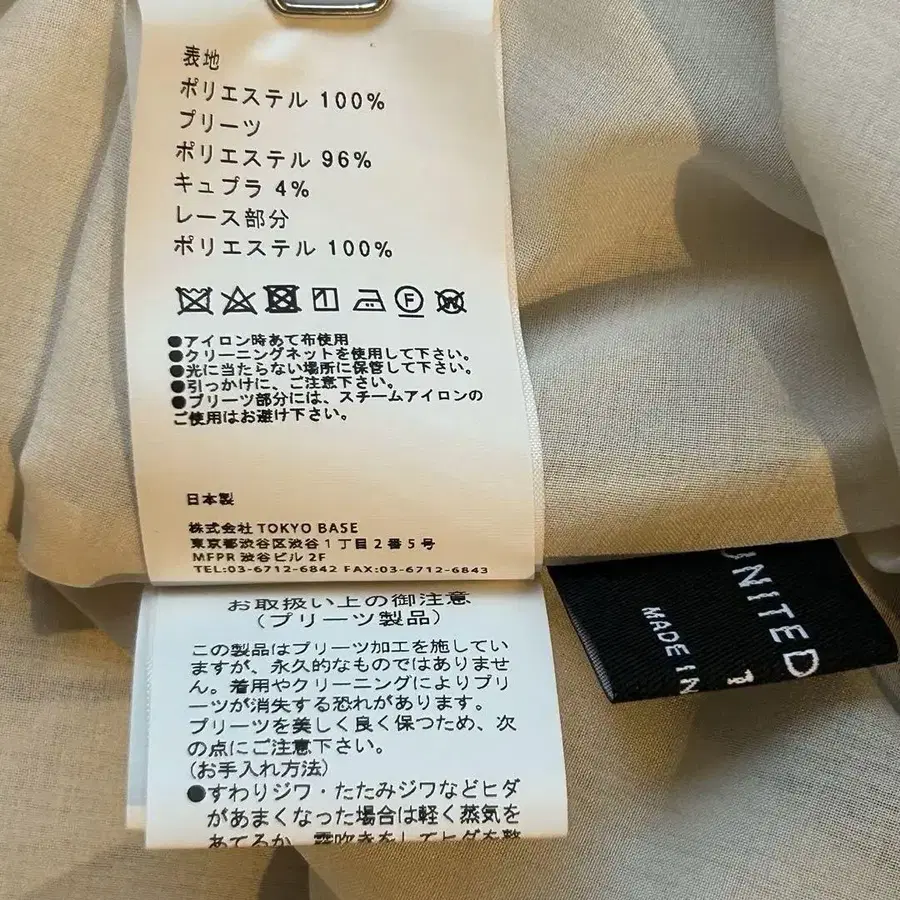 表地
ポリエステル 100%
プリーツ
ポリエステル 96%
キュプラ 4%
レース部分
ポリエステル 100%
F
W
●アイロン時あて布使用
●クリーニングネットを使用して下さい。
●光に当たらない場所に保管して下さい。
●引っかけに、ご注意下さい。
●プリーツ部分には、スチームアイロンの
ご使用はお避け下さい。
日本製
株式会社 TOKYO BASE
東京都渋谷区渋谷1丁目2番5号
MFPR 渋谷ビル 2F
TEL:03-6712-6842 FAX:03-6712-6843
お取扱い上の御注意
(プリーツ製品)
この製品はプリーツ加工を施してい
ますが、永久的なものではありませ
ん。着用やクリーニングによりプリ
ーツが消失する恐れがあります。
プリーツを美しく良く保つため、次
の点にご注意下さい。
(お手入れ方法)
●すわりジワ・たたみジワなどヒダ
があまくなった場合は軽く蒸気を
あてるか、霧吹きをしてヒダを整
UNITED
MADE IN